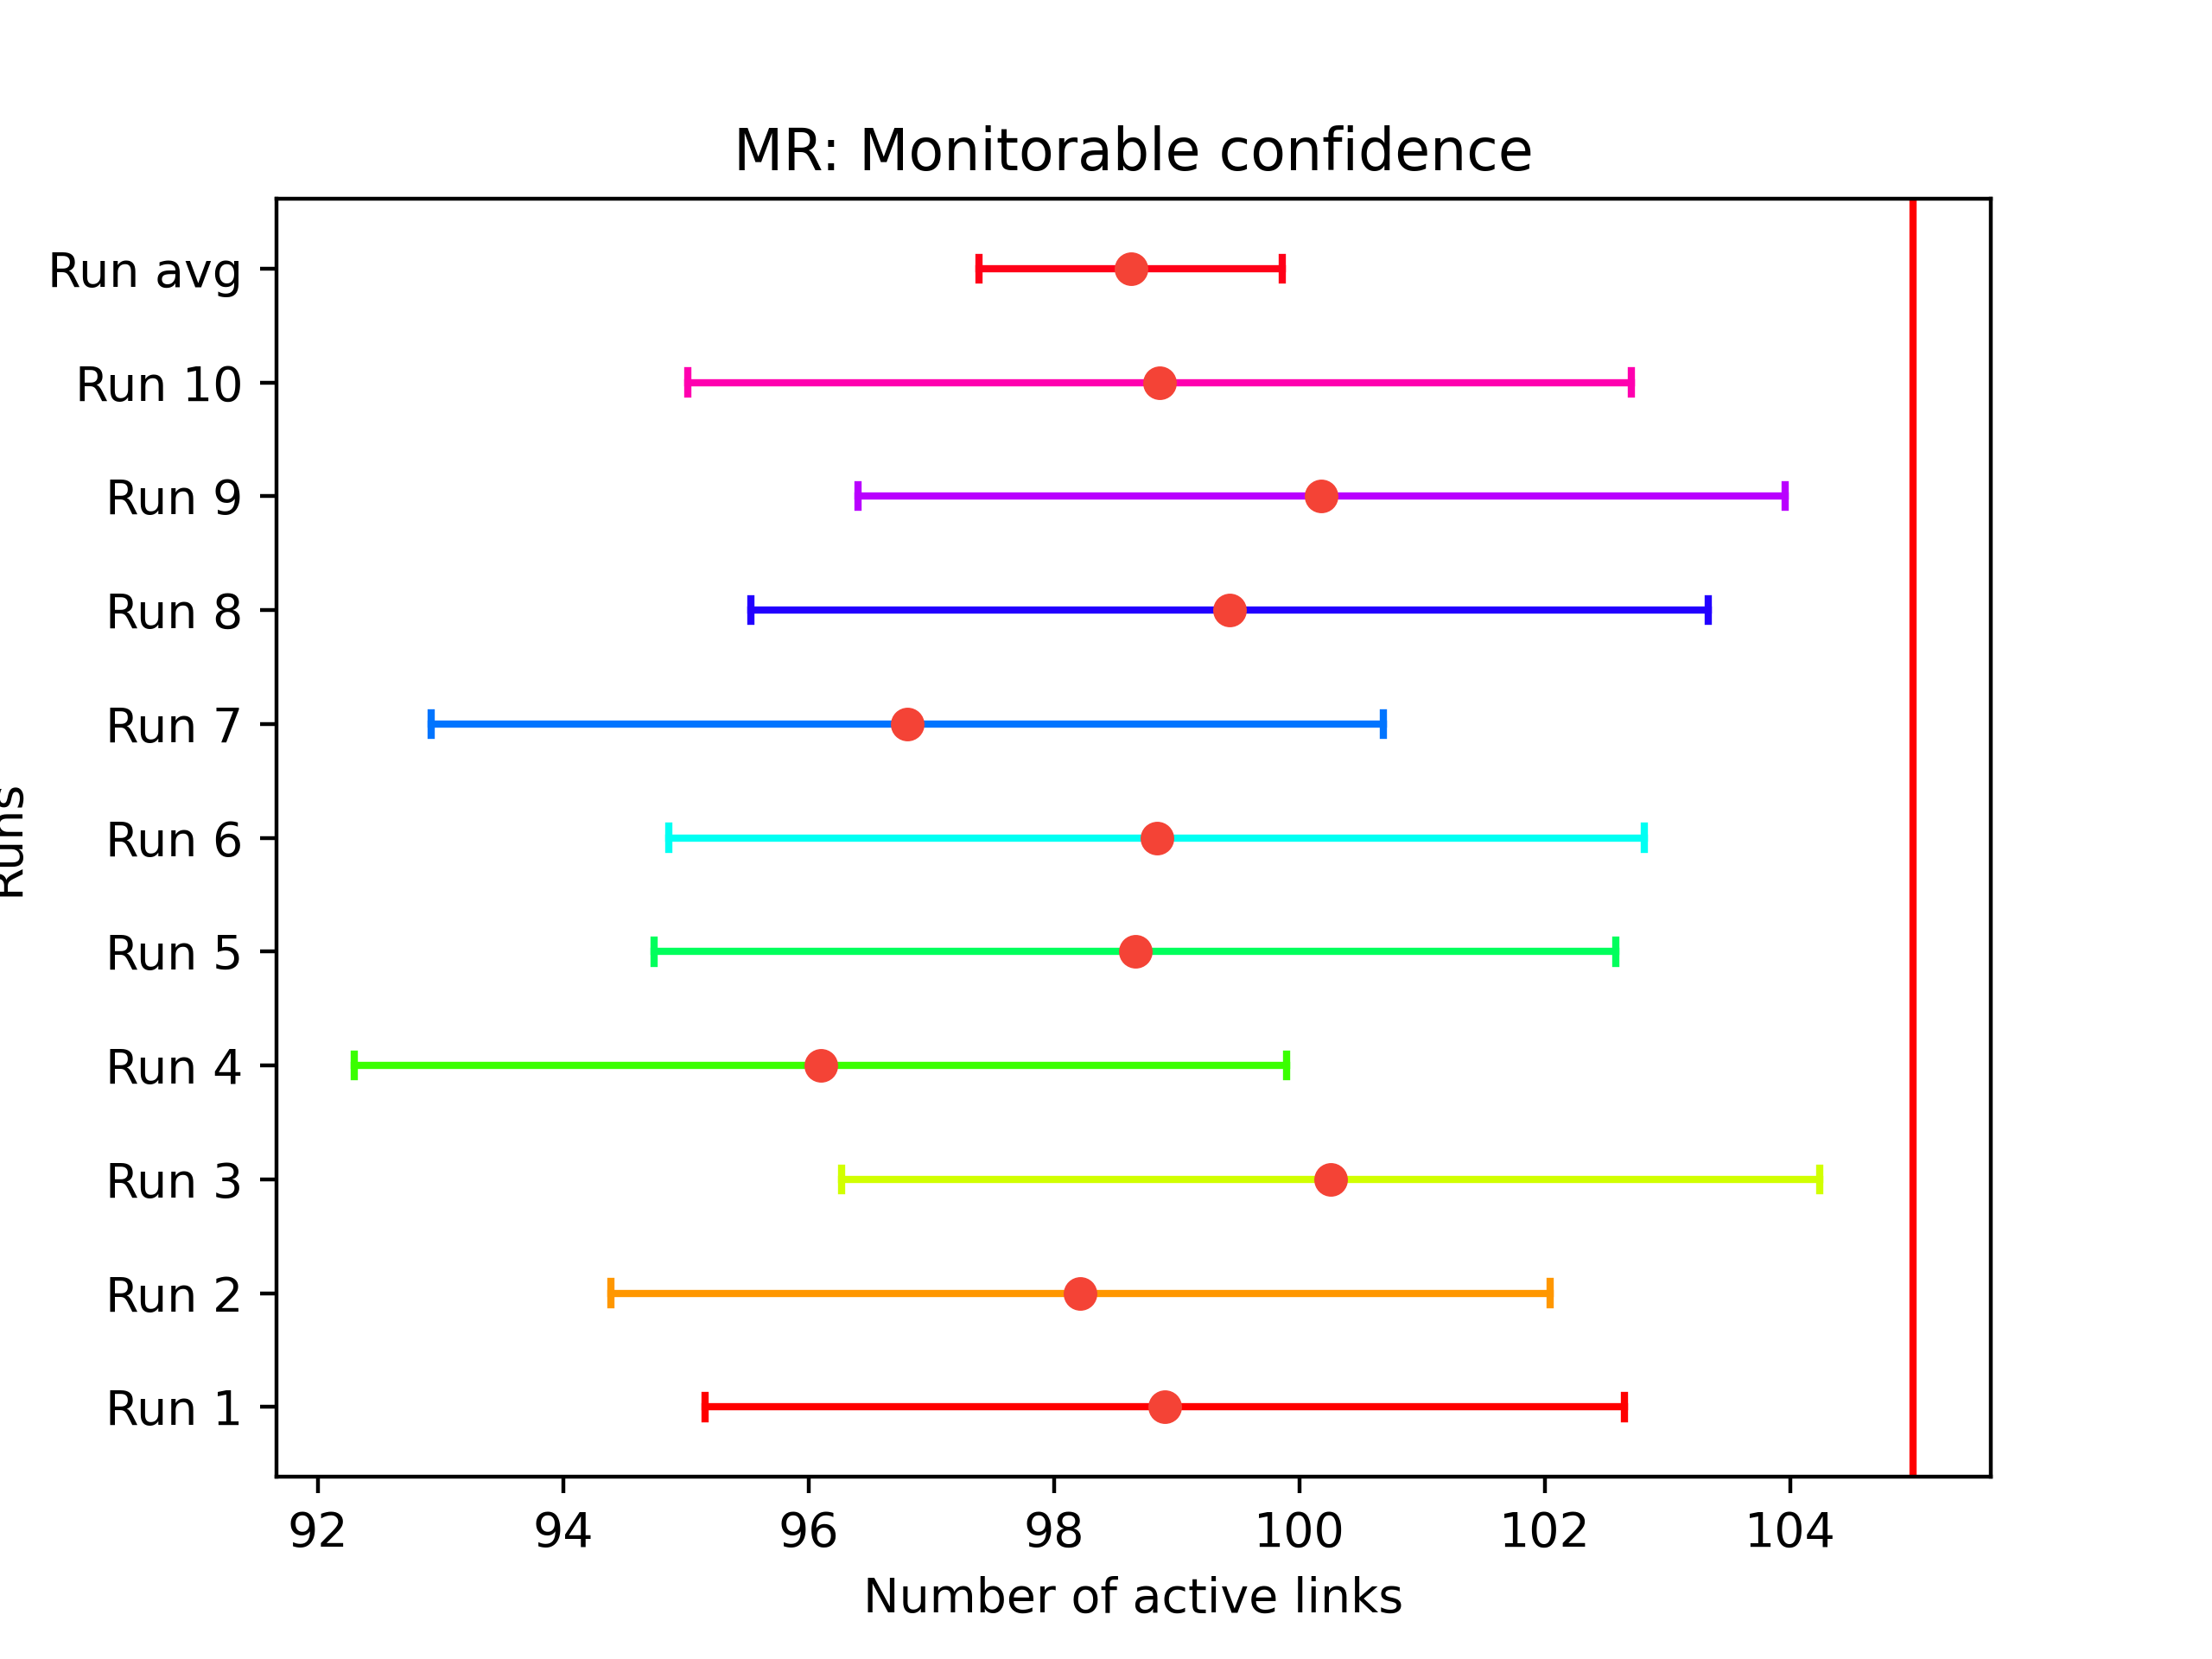 MR: Monitorable confidence
Run avg
Run 10
Run 9
Run 8
Run 7
Run 6
Run 5
Run 4
Run 3
Run 2
Run 1
Runs
92 94 96 98 100 102 104
Number of active links